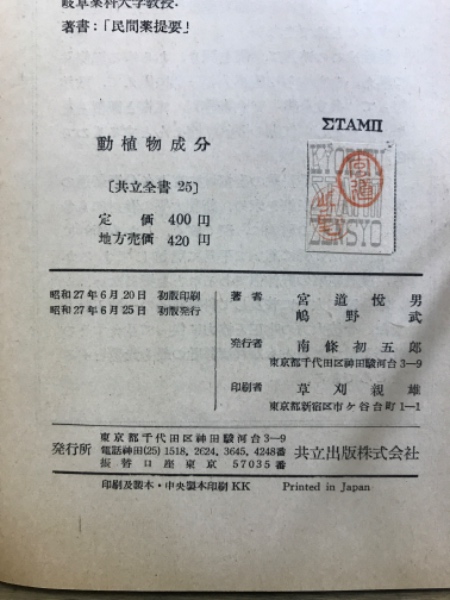 岐阜薬科大学教授.
著書:「民間薬提要」
ΣΤΑΜΠ
動植物成分
〔共立全書 25〕
定 価 400 円
地方売価 420 円
KYORITU
ZENSYO
昭和27年6月20日 初版印刷
昭和27年6月25日 初版発行
著者 宮道悦男
嶋野武
発行者 南條初五郎
東京都千代田区神田駿河台3-9
印刷者 草刈親雄
東京都新宿区市ケ谷台町1-1
発行所
東京都千代田区神田駿河台3-9
電話神田(25)1518, 2624, 3645, 4248番
振替口座東京 57035番
共立出版株式会社
印刷及製本・中央製本印刷KK Printed in Japan